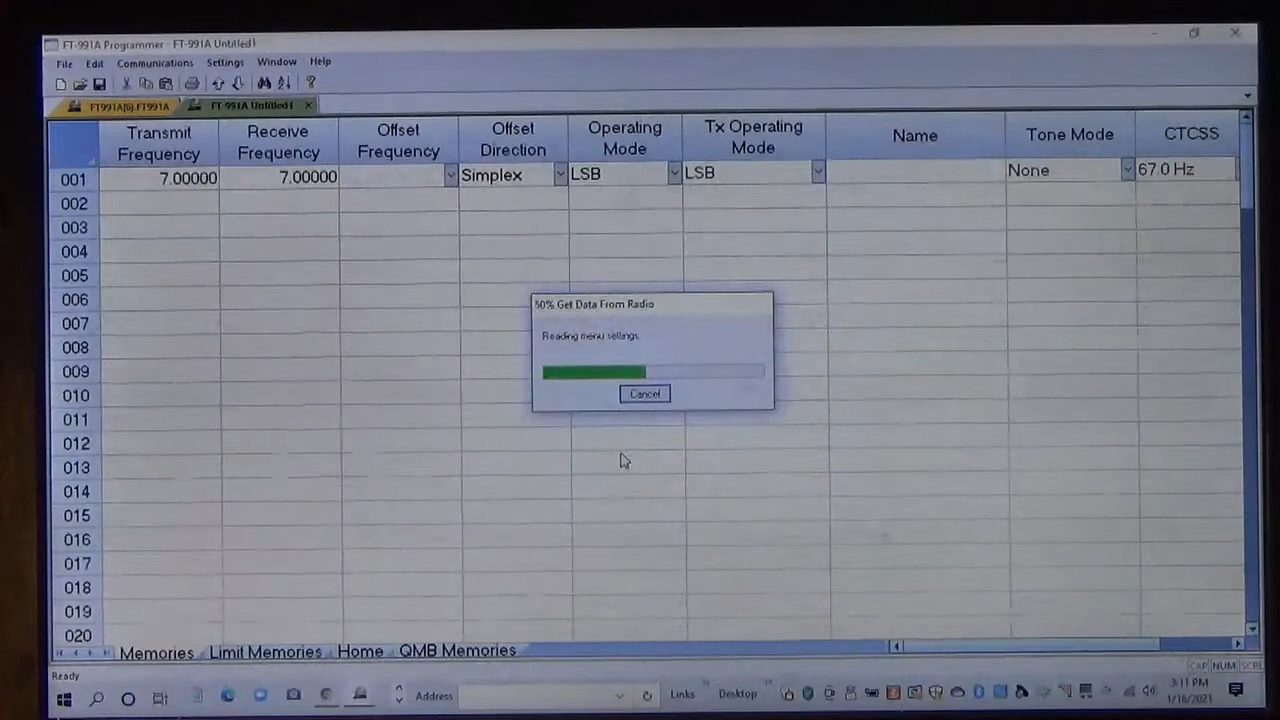 FT-991A Programmer - FT-991A Untitled1
File Edit Communications Settings Window Help
FT991A(6).FT991A FT-991A Untitled1
Transmit Frequency Receive Frequency Offset Frequency Offset Direction Operating Mode Tx Operating Mode Name Tone Mode CTCSS
001 7.00000 7.00000 Simplex LSB LSB None 67.0 Hz
002
003
004
005
006
007
008
009
010
011
012
013
014
015
016
017
018
019
020
50% Get Data From Radio
Reading menu settings
Cancel
Memories Limit Memories Home QMB Memories
Ready
CAP NUM SCRL
Address Links Desktop
3:11 PM
1/16/2021